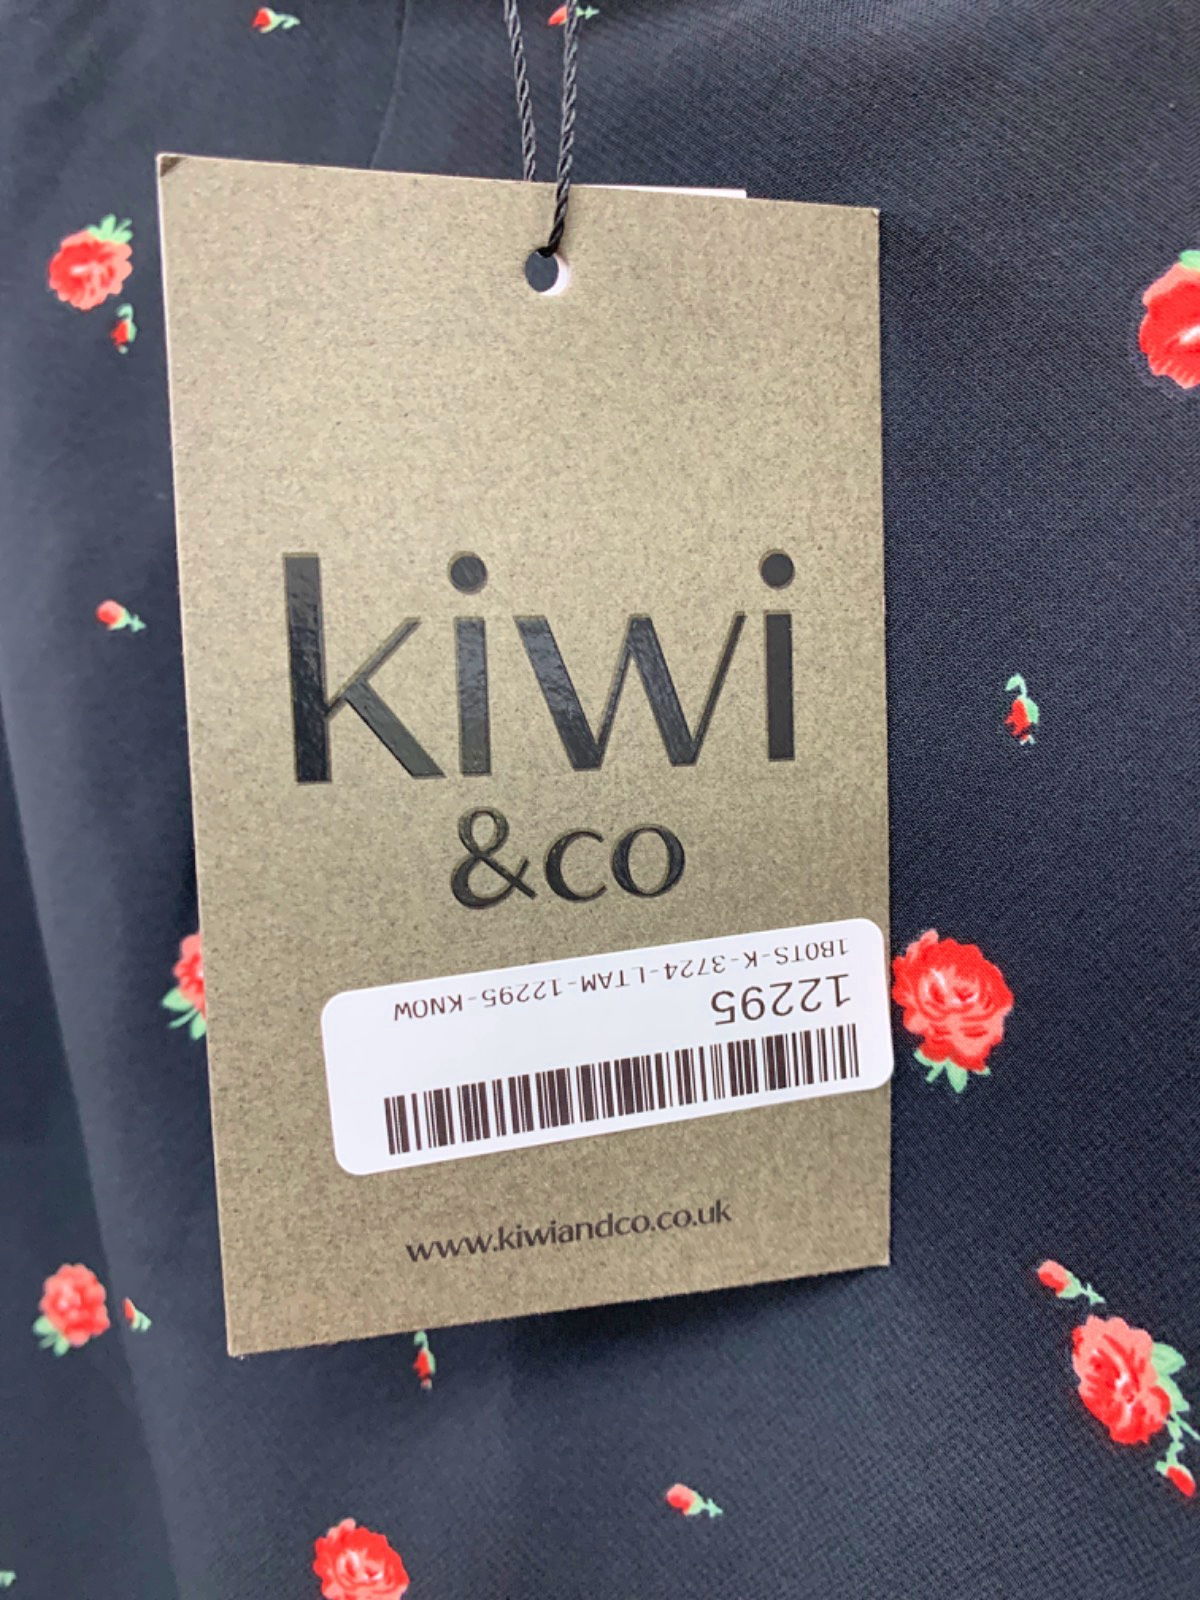 kiwi
&co
12295
1BOTS-K-3724-LTAM-12295-KNOW
www.kiwiandco.co.uk